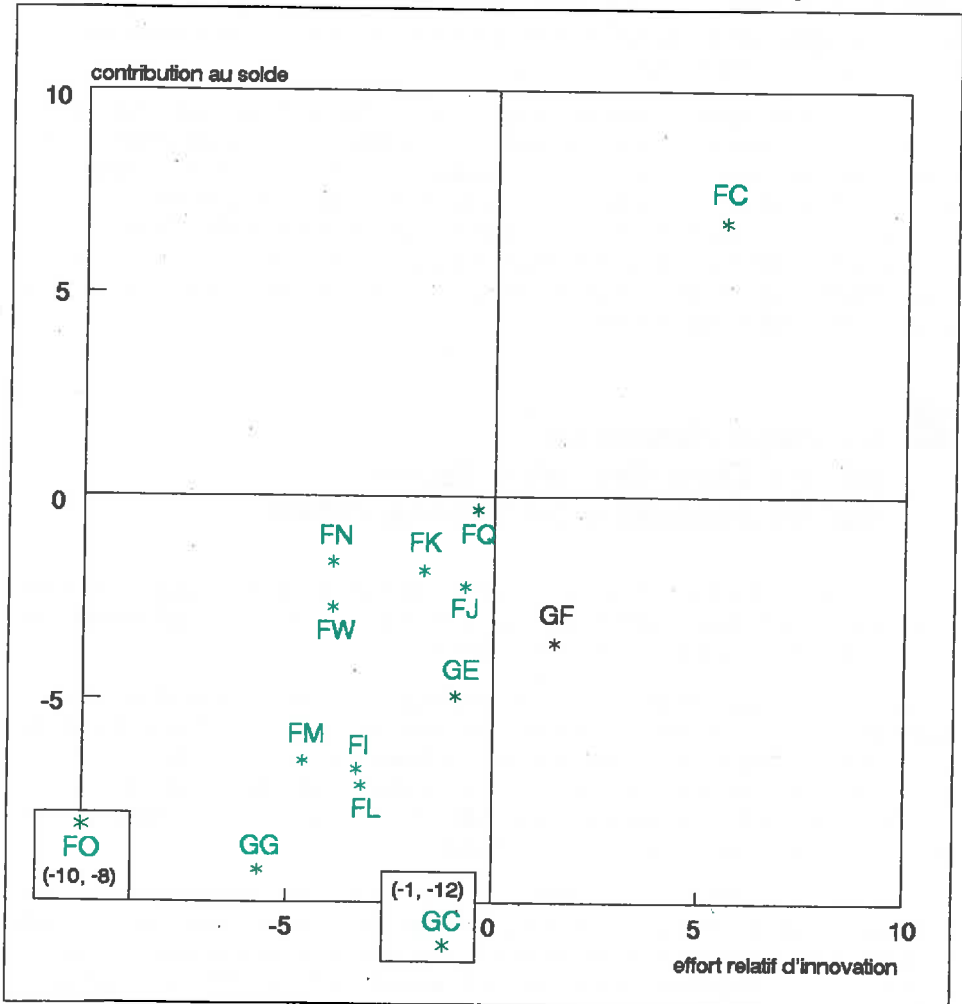 contribution au solde
10
FC
5
0
FQ
FN
FK
FJ
FW
GF
GE
-5
FM
FI
FL
FO
(-10, -8)
GG
(-1, -12)
GC
-5
0
5
10
effort relatif d'innovation